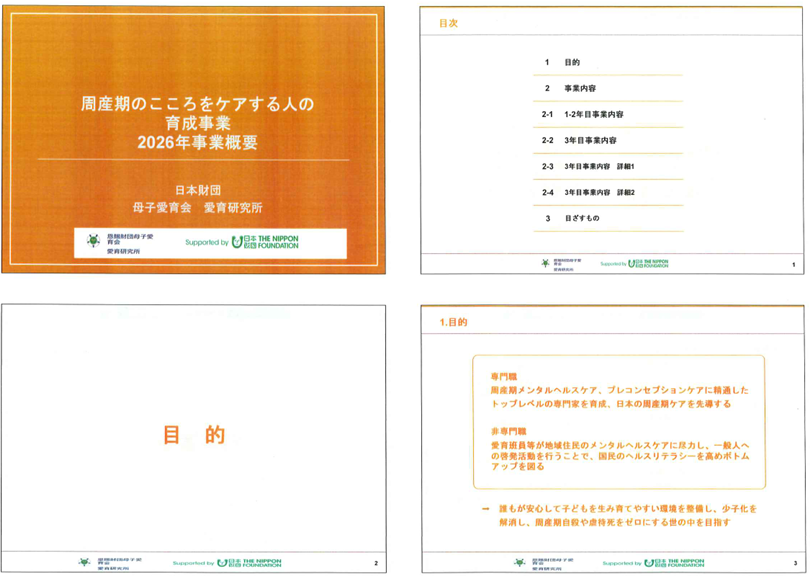 周産期のこころをケアする人の
育成事業
2026年事業概要
日本財団
母子愛育会　愛育研究所
恩賜財団母子愛
育会
愛育研究所
Supported by 日本財団 THE NIPPON FOUNDATION
目次
1 目的
2 事業内容
2-1 1-2年目事業内容
2-2 3年目事業内容
2-3 3年目事業内容　詳細1
2-4 3年目事業内容　詳細2
3 目ざすもの
恩賜財団母子愛
育会
愛育研究所
Supported by 日本財団 THE NIPPON FOUNDATION
1
目　的
恩賜財団母子愛
育会
愛育研究所
Supported by 日本財団 THE NIPPON FOUNDATION
2
1.目的
専門職
周産期メンタルヘルスケア、プレコンセプションケアに精通した
トップレベルの専門家を育成、日本の周産期ケアを先導する
非専門職
愛育班員等が地域住民のメンタルヘルスケアに尽力し、一般人へ
の啓発活動を行うことで、国民のヘルスリテラシーを高めボトム
アップを図る
→ 誰もが安心して子どもを生み育てやすい環境を整備し、少子化を
解消し、周産期自殺や虐待死をゼロにする世の中を目指す
恩賜財団母子愛
育会
愛育研究所
Supported by 日本財団 THE NIPPON FOUNDATION
3